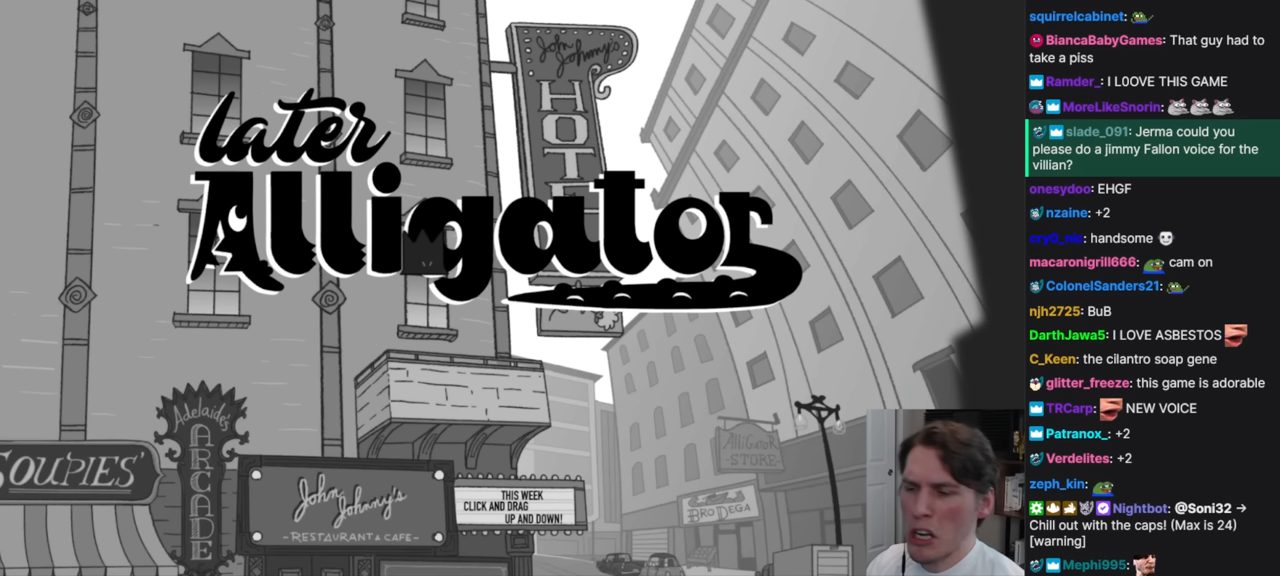 John
Johnny's
HOTE
later
Alligator
SOUPIES'
Adelaide's
ARCADE
John
Johnny's
-RESTAURANT & CAFE-
THIS WEEK
CLICK AND DRAG
UP AND DOWN!
AlliGator
-STORE-
BRODEGA
squirrelcabinet:
BiancaBabyGames: That guy had to
take a piss
Ramder_: I L0OVE THIS GAME
MoreLikeSnorin:
slade_091: Jerma could you
please do a jimmy Fallon voice for the
villian?
onesydoo: EHGF
nzaine: +2
handsome
macaronigrill666: cam on
ColonelSanders21:
njh2725: BuB
DarthJawa5: I LOVE ASBESTOS
C_Keen: the cilantro soap gene
glitter_freeze: this game is adorable
TRCarp: NEW VOICE
Patranox_: +2
Verdelites: +2
zeph_kin:
Nightbot: @Soni32 →
Chill out with the caps! (Max is 24)
[warning]
Mephi995: